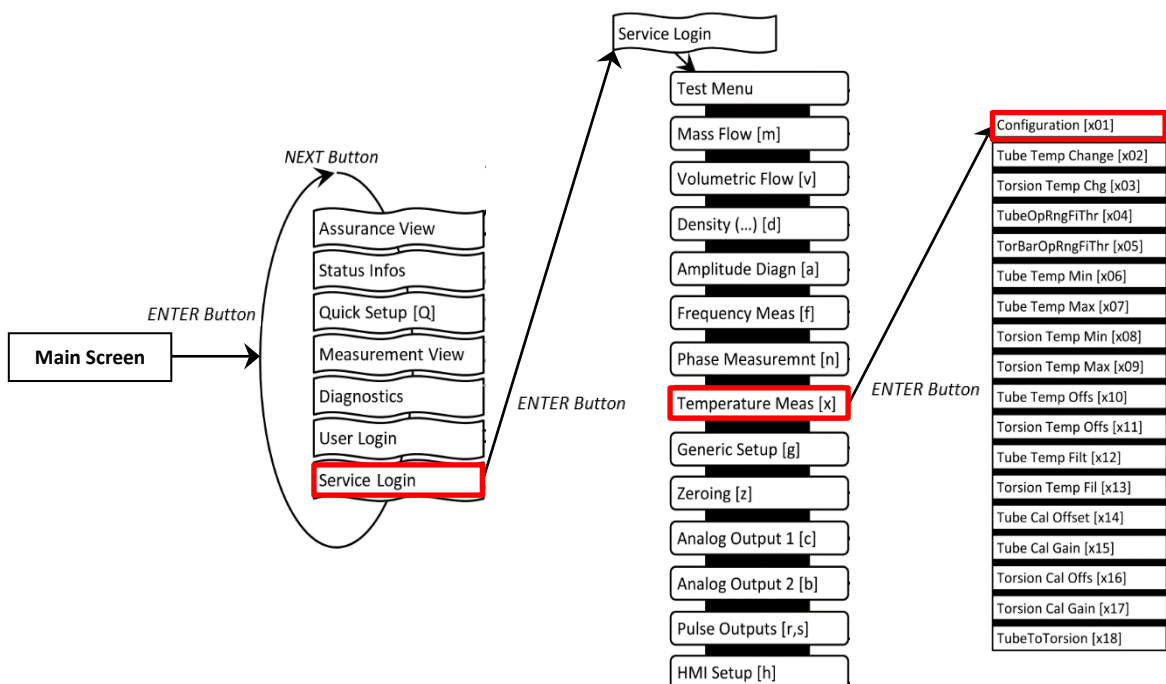 Main Screen
ENTER Button
NEXT Button
Assurance View
Status Infos
Quick Setup [Q]
Measurement View
Diagnostics
User Login
Service Login
ENTER Button
Service Login
Test Menu
Mass Flow [m]
Volumetric Flow [v]
Density (...) [d]
Amplitude Diagn [a]
Frequency Meas [f]
Phase Measuremnt [n]
Temperature Meas [x]
Generic Setup [g]
Zeroing [z]
Analog Output 1 [c]
Analog Output 2 [b]
Pulse Outputs [r,s]
HMI Setup [h]
ENTER Button
Configuration [x01]
Tube Temp Change [x02]
Torsion Temp Chg [x03]
TubeOpRngFiThr [x04]
TorBarOpRngFiThr [x05]
Tube Temp Min [x06]
Tube Temp Max [x07]
Torsion Temp Min [x08]
Torsion Temp Max [x09]
Tube Temp Offs [x10]
Torsion Temp Offs [x11]
Tube Temp Filt [x12]
Torsion Temp Fil [x13]
Tube Cal Offset [x14]
Tube Cal Gain [x15]
Torsion Cal Offs [x16]
Torsion Cal Gain [x17]
TubeToTorsion [x18]